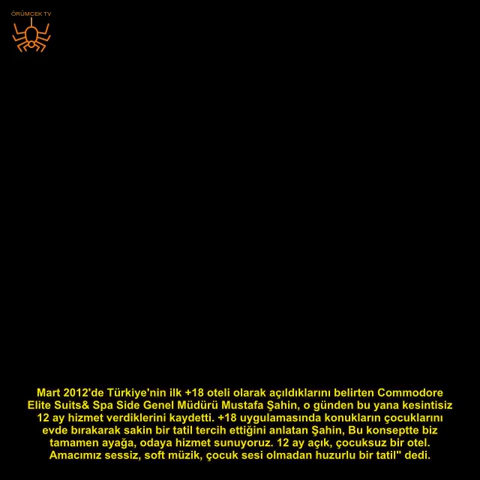 ÖRÜMCEK TV
Mart 2012'de Türkiye'nin ilk +18 oteli olarak açıldıklarını belirten Commodore
Elite Suits& Spa Side Genel Müdürü Mustafa Şahin, o günden bu yana kesintisiz
12 ay hizmet verdiklerini kaydetti. +18 uygulamasında konukların çocuklarını
evde bırakarak sakin bir tatil tercih ettiğini anlatan Şahin, Bu konseptte biz
tamamen ayağa, odaya hizmet sunuyoruz. 12 ay açık, çocuksuz bir otel.
Amacımız sessiz, soft müzik, çocuk sesi olmadan huzurlu bir tatil" dedi.